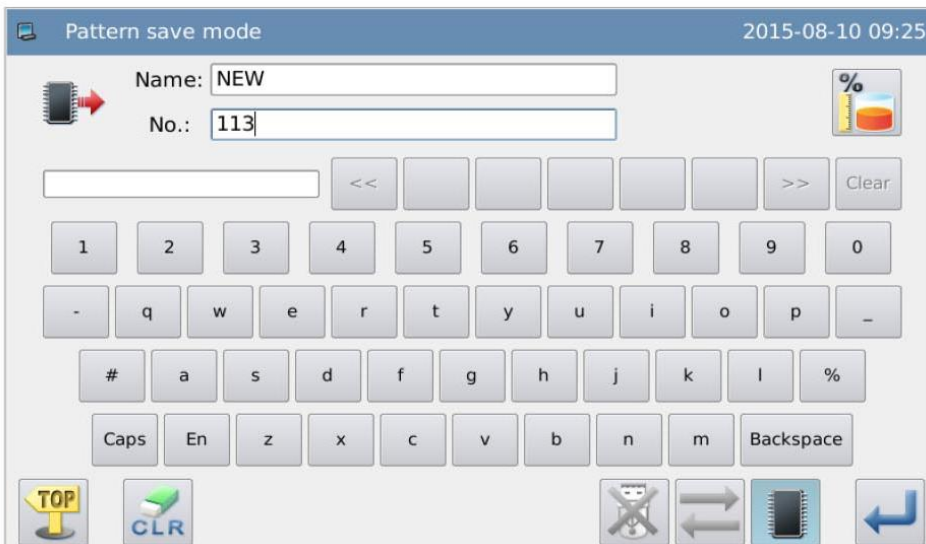 Pattern save mode 2015-08-10 09:25
Name: NEW
%
No.: 113
<< >> Clear
1 2 3 4 5 6 7 8 9 0
- q w e r t y u i o p _
# a s d f g h j k l %
Caps En z x c v b n m Backspace
TOP CLR